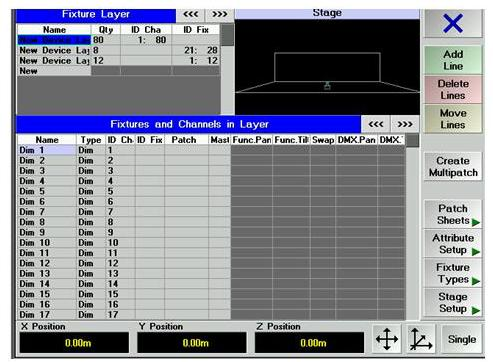 Fixture Layer <<< >>> Stage
Name Qty ID Cha ID Fix
New Device Laj 80 1: 80
New Device Laj 8 21: 28
New Device Laj 12 1: 12
New
Add Line
Delete Lines
Move Lines
Create Multipatch
Patch Sheets
Attribute Setup
Fixture Types
Stage Setup
Fixtures and Channels in Layer <<< >>>
Name Type ID Ch ID Fix Patch Mast Func.Pan Func.Til Swap DMX.Pan DMX.
Dim 1 Dim 1
Dim 2 Dim 2
Dim 3 Dim 3
Dim 4 Dim 4
Dim 5 Dim 5
Dim 6 Dim 6
Dim 7 Dim 7
Dim 8 Dim 8
Dim 9 Dim 9
Dim 10 Dim 10
Dim 11 Dim 11
Dim 12 Dim 12
Dim 13 Dim 13
Dim 14 Dim 14
Dim 15 Dim 15
Dim 16 Dim 16
Dim 17 Dim 17
X Position Y Position Z Position
0.00m 0.00m 0.00m Single